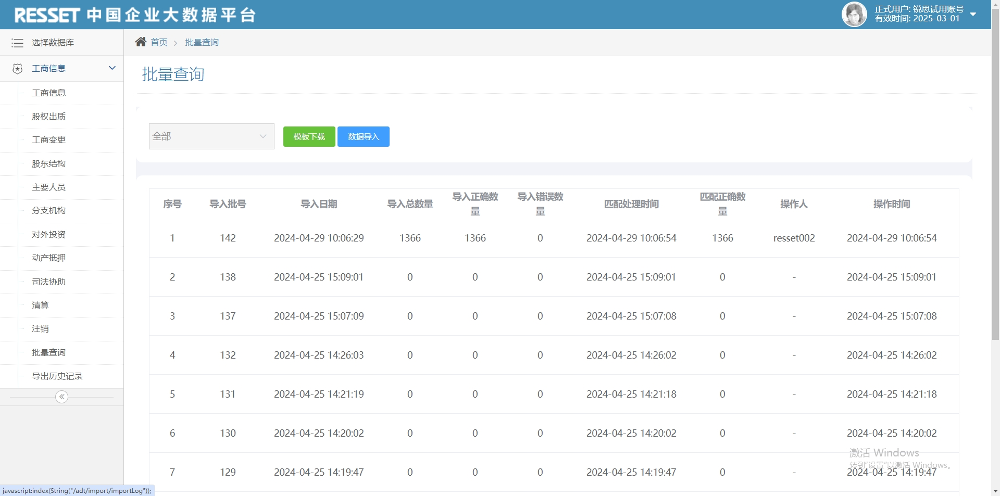 RESSET 中国企业大数据平台
正式用户: 锐思试用账号
有效时间: 2025-03-01
选择数据库
工商信息
工商信息
股权出质
工商变更
股东结构
主要人员
分支机构
对外投资
动产抵押
司法协助
清算
注销
批量查询
导出历史记录
首页 > 批量查询
批量查询
全部
模板下载
数据导入
序号 导入批号 导入日期 导入总数量 导入正确数量 导入错误数量 匹配处理时间 匹配正确数量 操作人 操作时间
1 142 2024-04-29 10:06:29 1366 1366 0 2024-04-29 10:06:54 1366 resset002 2024-04-29 10:06:54
2 138 2024-04-25 15:09:01 0 0 0 2024-04-25 15:09:01 0 - 2024-04-25 15:09:01
3 137 2024-04-25 15:07:09 0 0 0 2024-04-25 15:07:08 0 - 2024-04-25 15:07:08
4 132 2024-04-25 14:26:03 0 0 0 2024-04-25 14:26:02 0 - 2024-04-25 14:26:02
5 131 2024-04-25 14:21:19 0 0 0 2024-04-25 14:21:18 0 - 2024-04-25 14:21:18
6 130 2024-04-25 14:20:02 0 0 0 2024-04-25 14:20:02 0 - 2024-04-25 14:20:02
7 129 2024-04-25 14:19:47 0 0 0 2024-04-25 14:19:47 0 - 2024-04-25 14:19:47
激活 Windows
转到“设置”以激活 Windows。
javascript:index(String("/adt/import/importLog"));